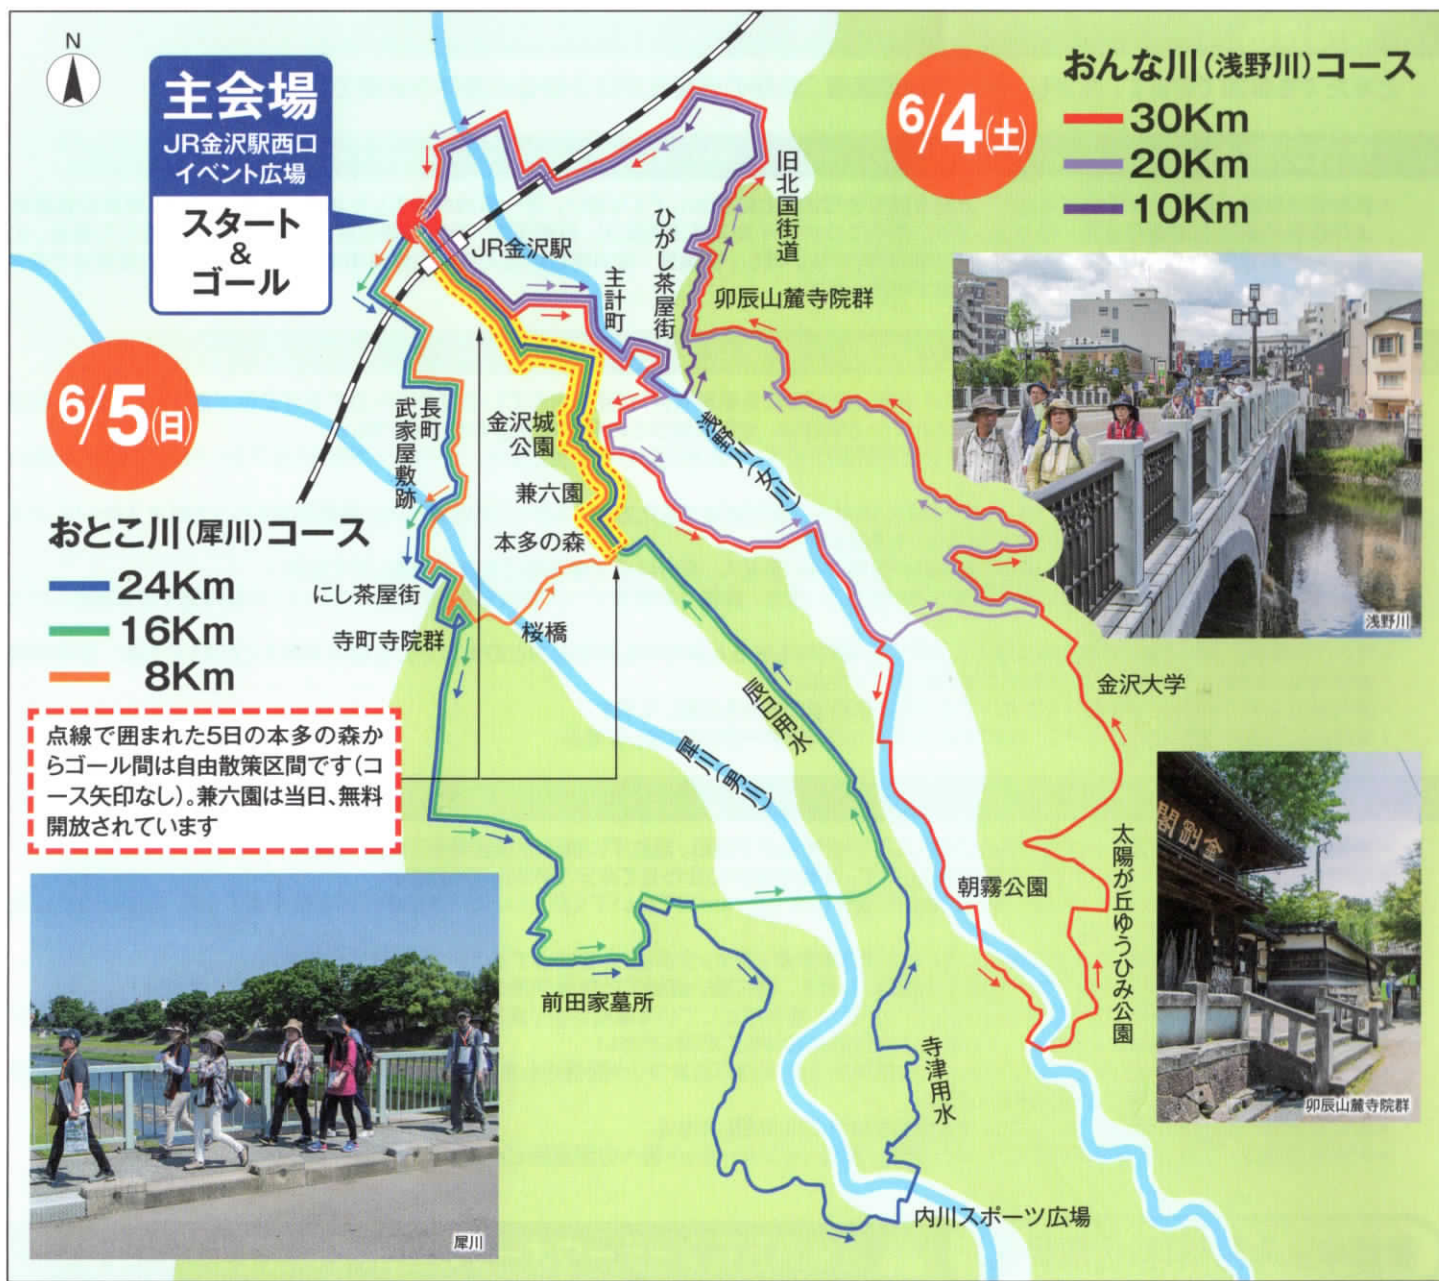 N
主会場
JR金沢駅西口
イベント広場
スタート
&
ゴール
6/4(土)
おんな川(浅野川)コース
30Km
20Km
10Km
旧北国街道
ひがし茶屋街
JR金沢駅
主計町
卯辰山麓寺院群
浅野川
6/5(日)
長町
武家屋敷跡
金沢城
公園
兼六園
本多の森
浅野川(女川)
おとこ川(犀川)コース
24Km
16Km
8Km
にし茶屋街
寺町寺院群
桜橋
辰巳用水
犀川(男川)
金沢大学
点線で囲まれた5日の本多の森か
らゴール間は自由散策区間です(コ
ース矢印なし)。兼六園は当日、無料
開放されています
朝霧公園
太陽が丘ゆうひみ公園
前田家墓所
寺津用水
内川スポーツ広場
犀川
卯辰山麓寺院群